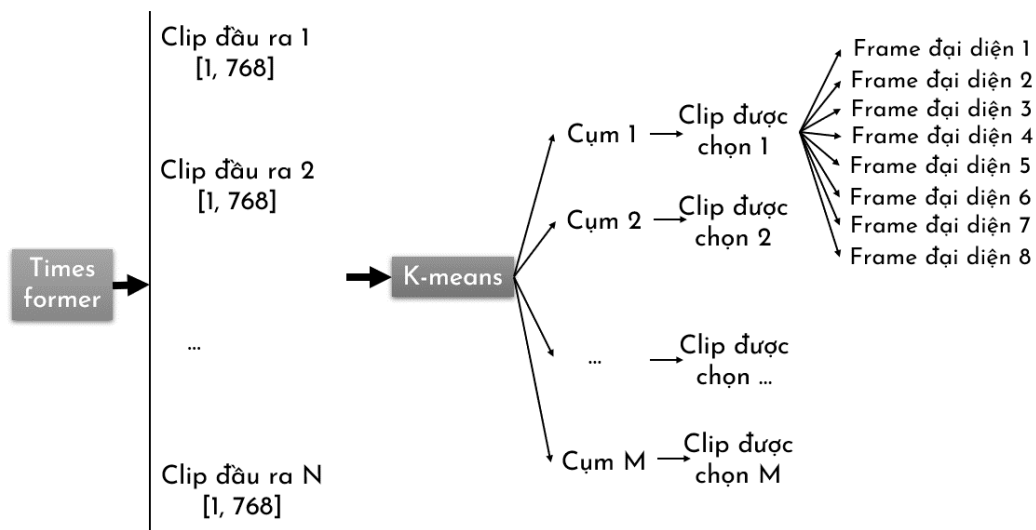 Times
former
Clip đầu ra 1
[1, 768]
Clip đầu ra 2
[1, 768]
...
Clip đầu ra N
[1, 768]
K-means
Cụm 1
Cụm 2
...
Cụm M
Clip được
chọn 1
Clip được
chọn 2
Clip được
chọn ...
Clip được
chọn M
Frame đại diện 1
Frame đại diện 2
Frame đại diện 3
Frame đại diện 4
Frame đại diện 5
Frame đại diện 6
Frame đại diện 7
Frame đại diện 8